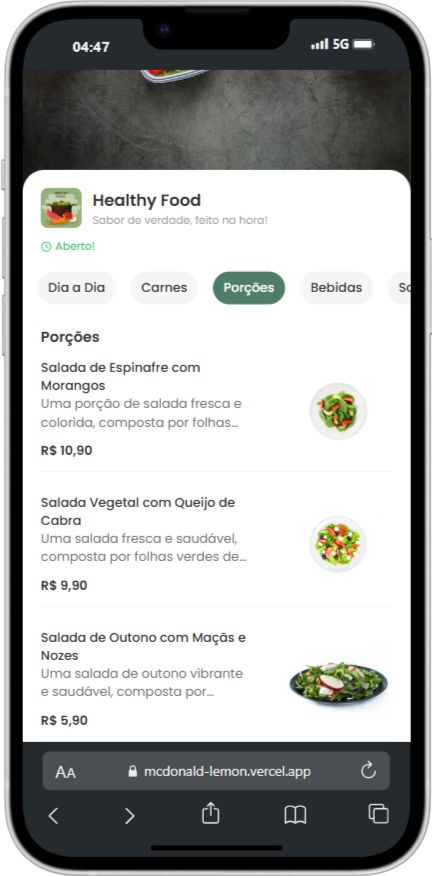 04:47
5G
Healthy Food
Sabor de verdade, feito na hora!
Aberto!
Dia a Dia
Carnes
Porções
Bebidas
Porções
Salada de Espinafre com
Morangos
Uma porção de salada fresca e
colorida, composta por folhas...
R$ 10,90
Salada Vegetal com Queijo de
Cabra
Uma salada fresca e saudável,
composta por folhas verdes de...
R$ 9,90
Salada de Outono com Maçãs e
Nozes
Uma salada de outono vibrante
e saudável, composta por...
R$ 5,90
AA
mcdonald-lemon.vercel.app